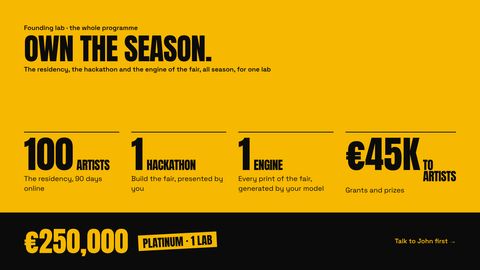 Founding lab · the whole programme
OWN THE SEASON.
The residency, the hackathon and the engine of the fair, all season, for one lab
100 ARTISTS
The residency, 90 days
online
1 HACKATHON
Build the fair, presented by
you
1 ENGINE
Every print of the fair,
generated by your model
€45K TO
ARTISTS
Grants and prizes
€250,000
PLATINUM · 1 LAB
Talk to John first →